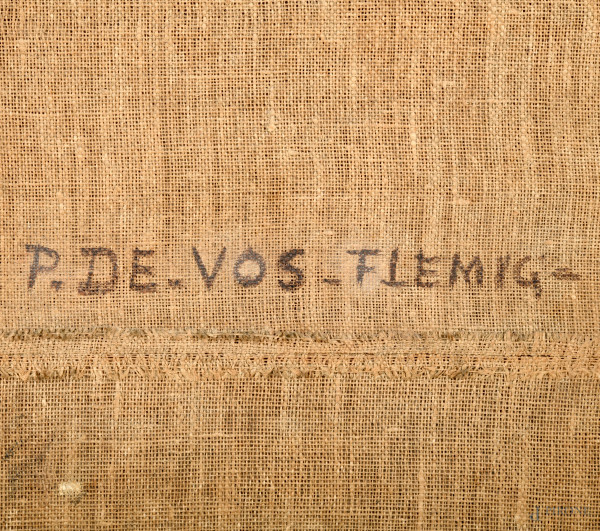 P. DE. VOS - FLEMIG -